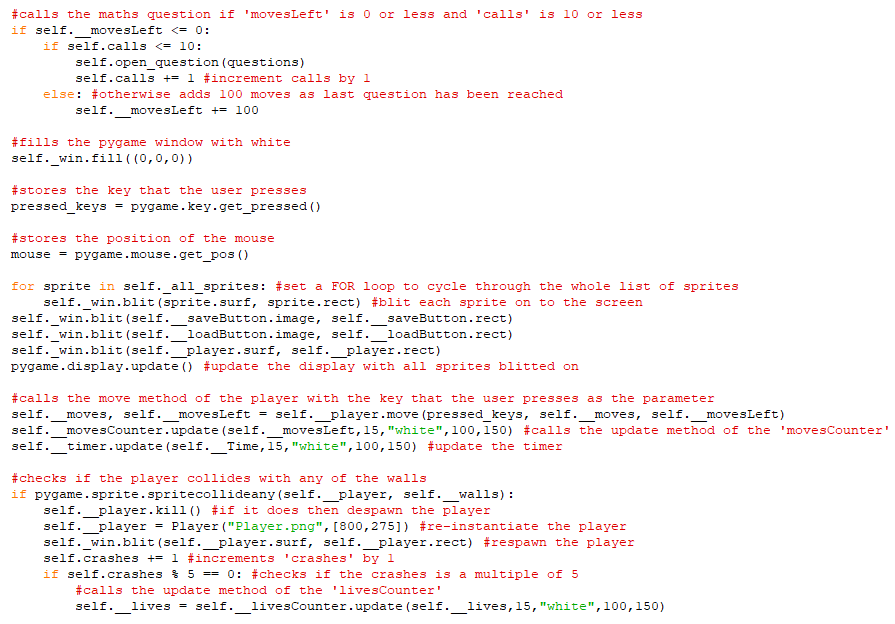 #calls the maths question if 'movesLeft' is 0 or less and 'calls' is 10 or less
if self.__movesLeft <= 0:
    if self.calls <= 10:
        self.open_question(questions)
        self.calls += 1 #increment calls by 1
    else: #otherwise adds 100 moves as last question has been reached
        self.__movesLeft += 100

#fills the pygame window with white
self._win.fill((0,0,0))

#stores the key that the user presses
pressed_keys = pygame.key.get_pressed()

#stores the position of the mouse
mouse = pygame.mouse.get_pos()

for sprite in self._all_sprites: #set a FOR loop to cycle through the whole list of sprites
    self._win.blit(sprite.surf, sprite.rect) #blit each sprite on to the screen
self._win.blit(self.__saveButton.image, self.__saveButton.rect)
self._win.blit(self.__loadButton.image, self.__loadButton.rect)
self._win.blit(self.__player.surf, self.__player.rect)
pygame.display.update() #update the display with all sprites blitted on

#calls the move method of the player with the key that the user presses as the parameter
self.__moves, self.__movesLeft = self.__player.move(pressed_keys, self.__moves, self.__movesLeft)
self.__movesCounter.update(self.__movesLeft,15,"white",100,150) #calls the update method of the 'movesCounter'
self.__timer.update(self.__Time,15,"white",100,150) #update the timer

#checks if the player collides with any of the walls
if pygame.sprite.spritecollideany(self.__player, self.__walls):
    self.__player.kill() #if it does then despawn the player
    self.__player = Player("Player.png",[800,275]) #re-instantiate the player
    self._win.blit(self.__player.surf, self.__player.rect) #respawn the player
    self.crashes += 1 #increments 'crashes' by 1
    if self.crashes % 5 == 0: #checks if the crashes is a multiple of 5
        #calls the update method of the 'livesCounter'
        self.__lives = self.__livesCounter.update(self.__lives,15,"white",100,150)